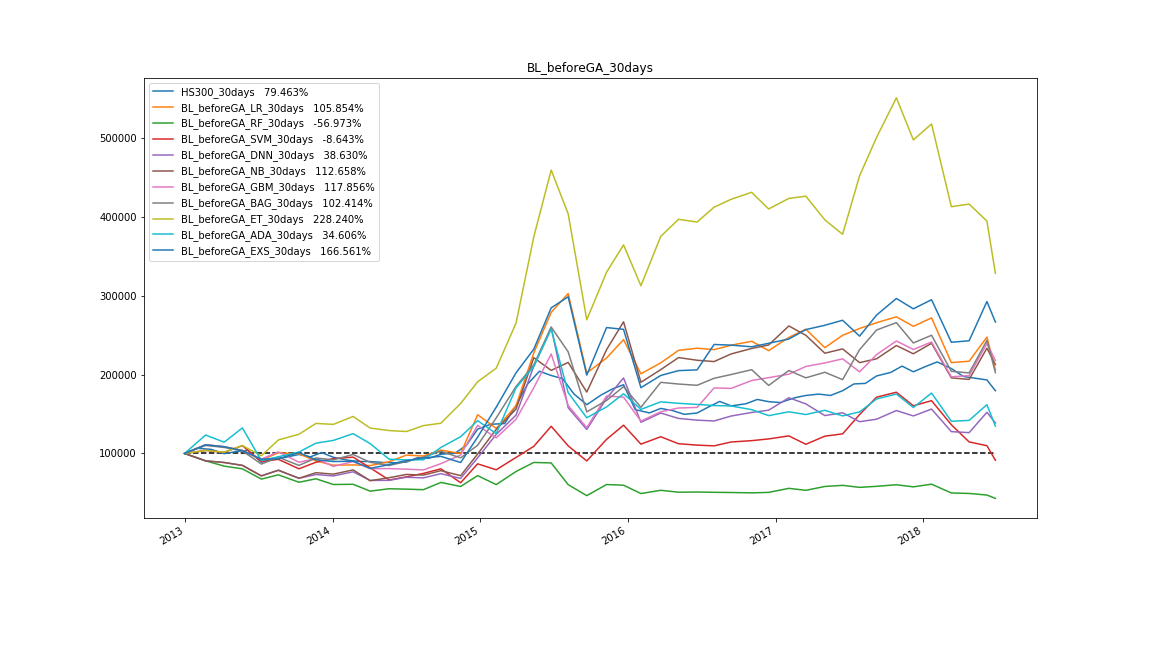 BL_beforeGA_30days
HS300_30days 79.463%
BL_beforeGA_LR_30days 105.854%
BL_beforeGA_RF_30days -56.973%
BL_beforeGA_SVM_30days -8.643%
BL_beforeGA_DNN_30days 38.630%
BL_beforeGA_NB_30days 112.658%
BL_beforeGA_GBM_30days 117.856%
BL_beforeGA_BAG_30days 102.414%
BL_beforeGA_ET_30days 228.240%
BL_beforeGA_ADA_30days 34.606%
BL_beforeGA_EXS_30days 166.561%
500000
400000
300000
200000
100000
2013 2014 2015 2016 2017 2018